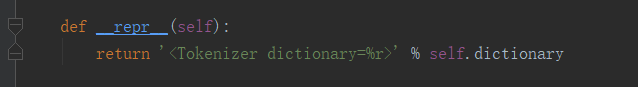 def __repr__(self):
return '<Tokenizer dictionary=%r>' % self.dictionary